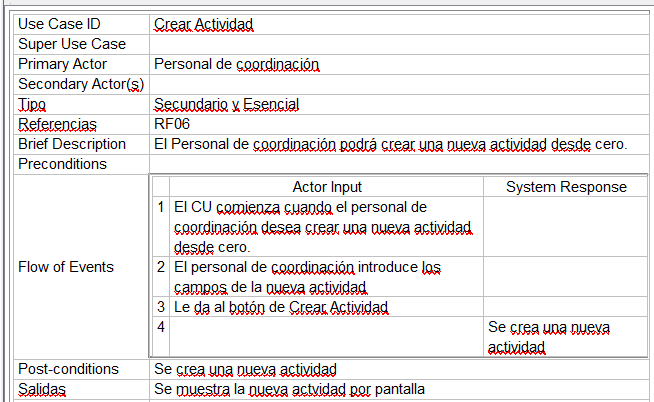 Use Case ID Crear Actividad
Super Use Case
Primary Actor Personal de coordinación
Secondary Actor(s)
Tipo Secundario y Esencial
Referencias RF06
Brief Description El Personal de coordinación podrá crear una nueva actividad desde cero.
Preconditions
Flow of Events
Actor Input System Response
1 El CU comienza cuando el personal de
coordinación desea crear una nueva actividad
desde cero.
2 El personal de coordinación introduce los
campos de la nueva actividad
3 Le da al botón de Crear Actividad
4 Se crea una nueva
actividad
Post-conditions Se crea una nueva actividad
Salidas Se muestra la nueva actvidad por pantalla